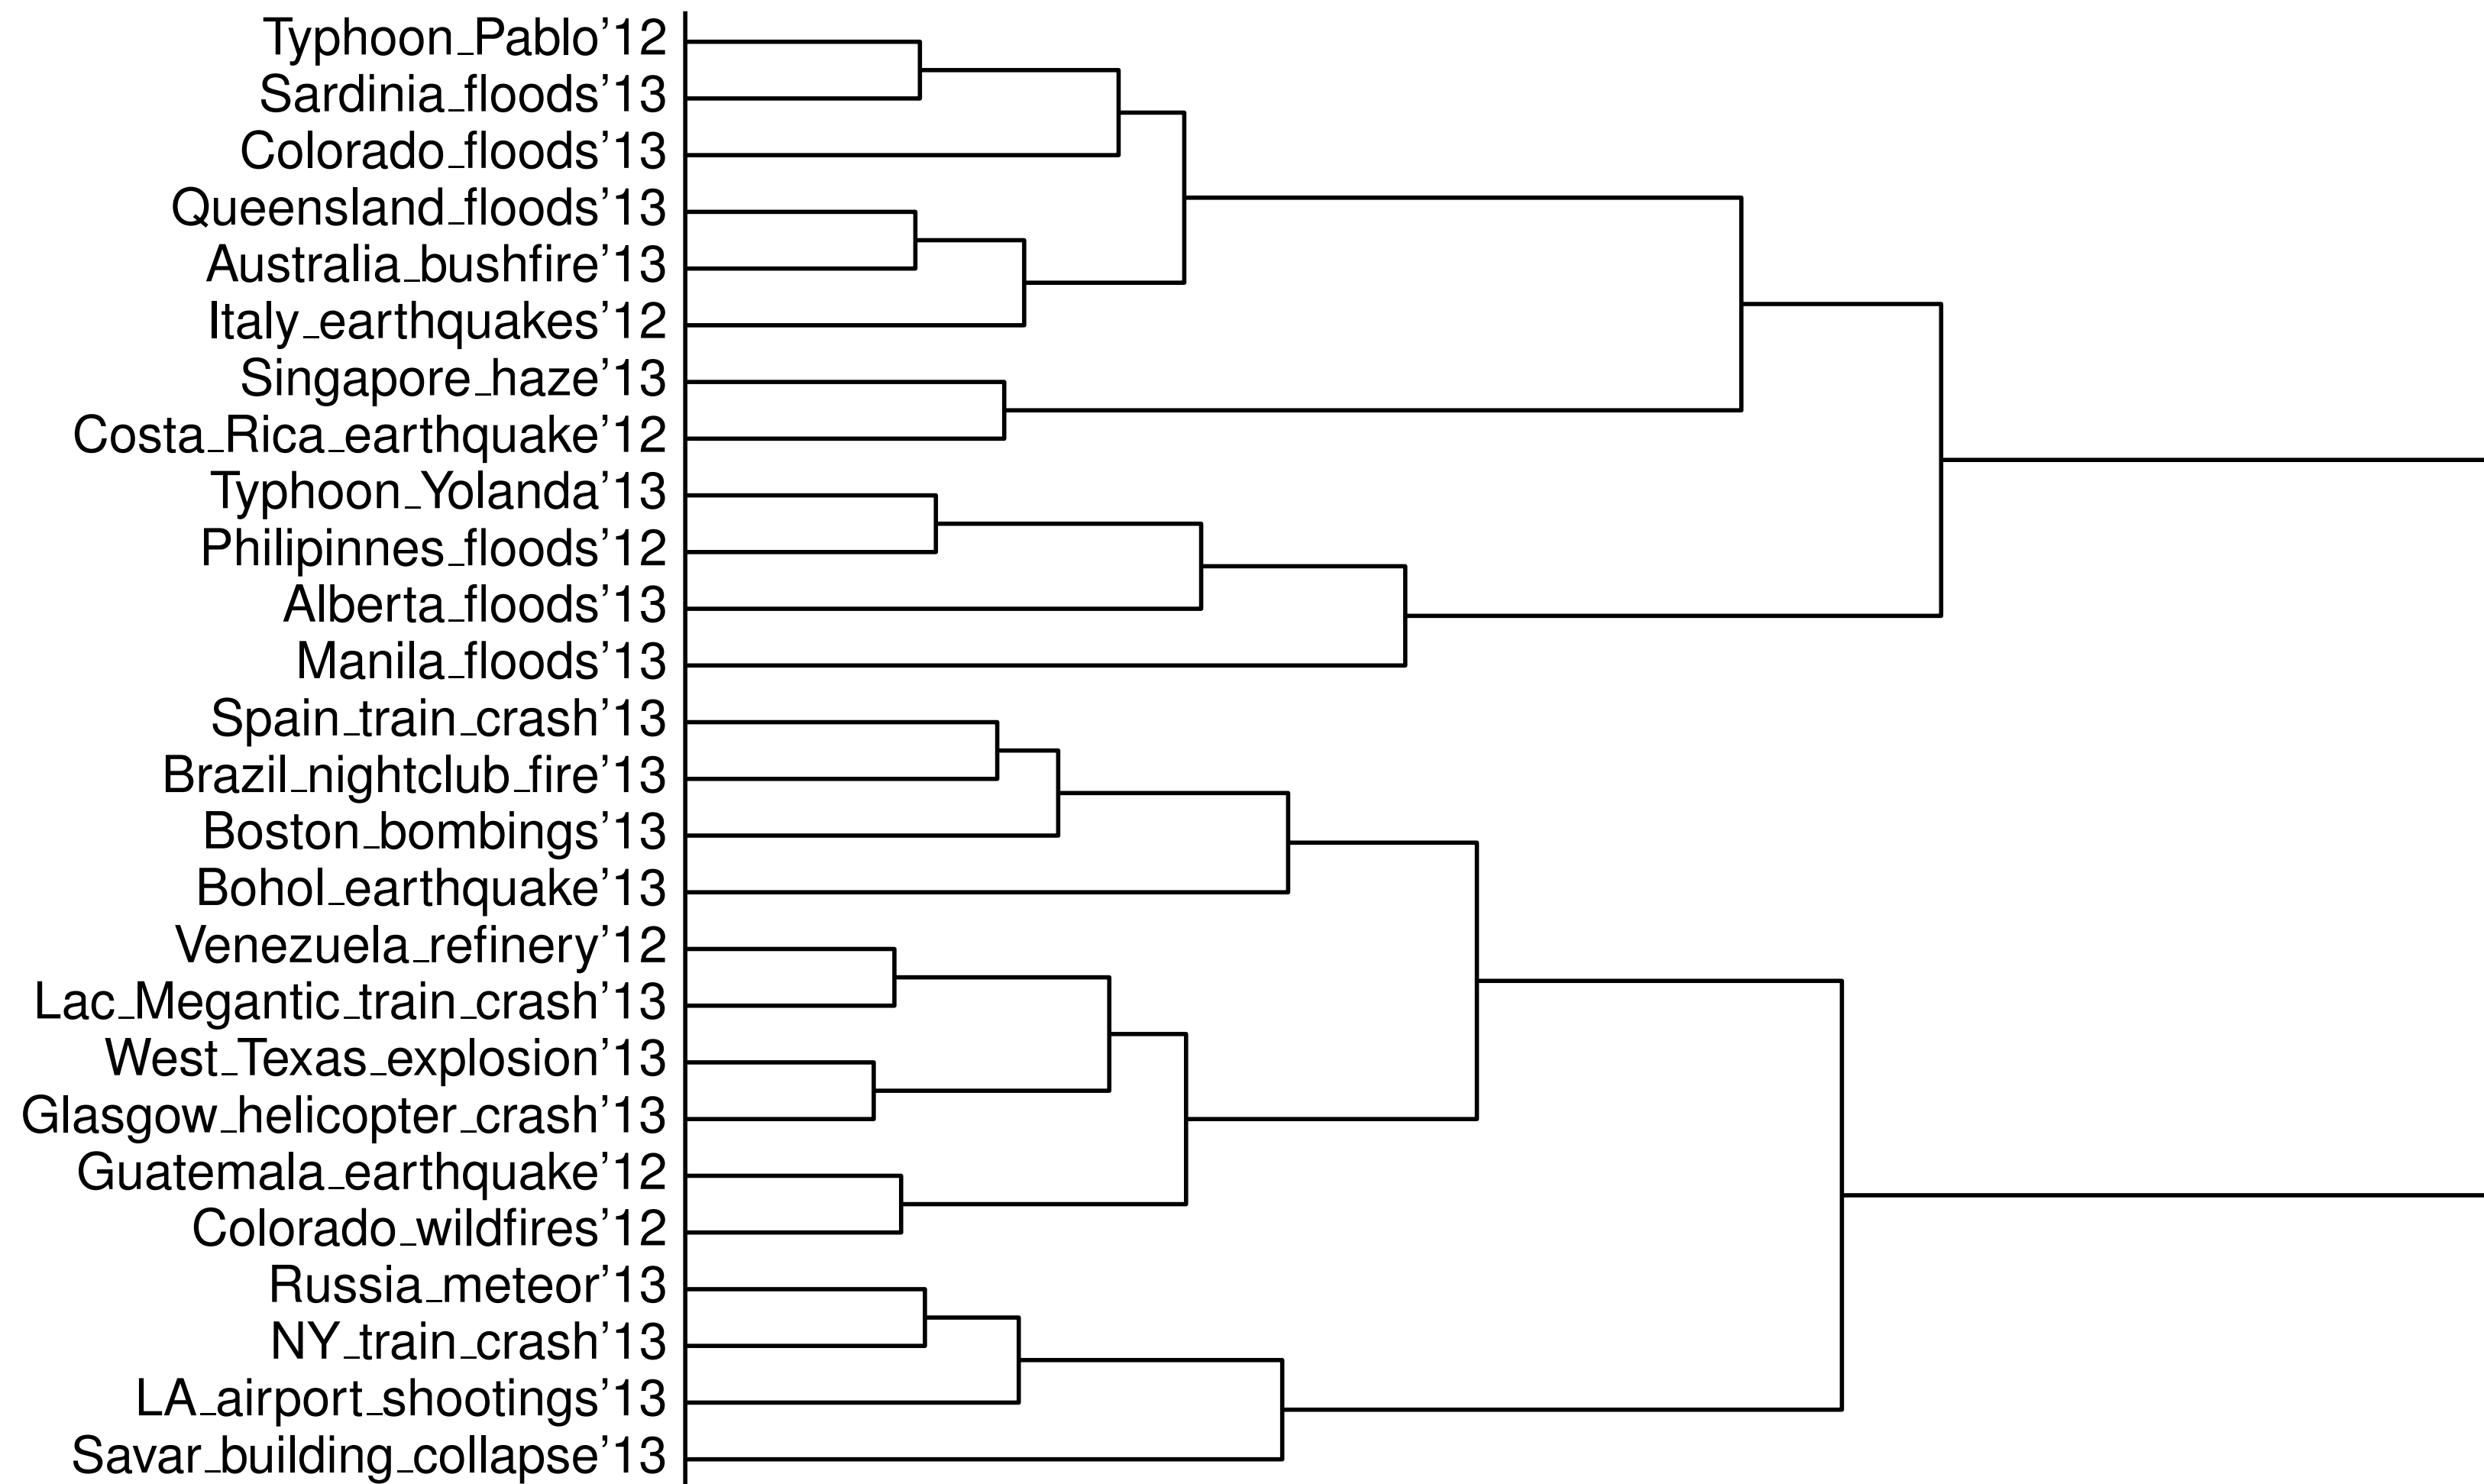 Typhoon_Pablo'12
Sardinia_floods'13
Colorado_floods'13
Queensland_floods'13
Australia_bushfire'13
Italy_earthquakes'12
Singapore_haze'13
Costa_Rica_earthquake'12
Typhoon_Yolanda'13
Philipinnes_floods'12
Alberta_floods'13
Manila_floods'13
Spain_train_crash'13
Brazil_nightclub_fire'13
Boston_bombings'13
Bohol_earthquake'13
Venezuela_refinery'12
Lac_Megantic_train_crash'13
West_Texas_explosion'13
Glasgow_helicopter_crash'13
Guatemala_earthquake'12
Colorado_wildfires'12
Russia_meteor'13
NY_train_crash'13
LA_airport_shootings'13
Savar_building_collapse'13